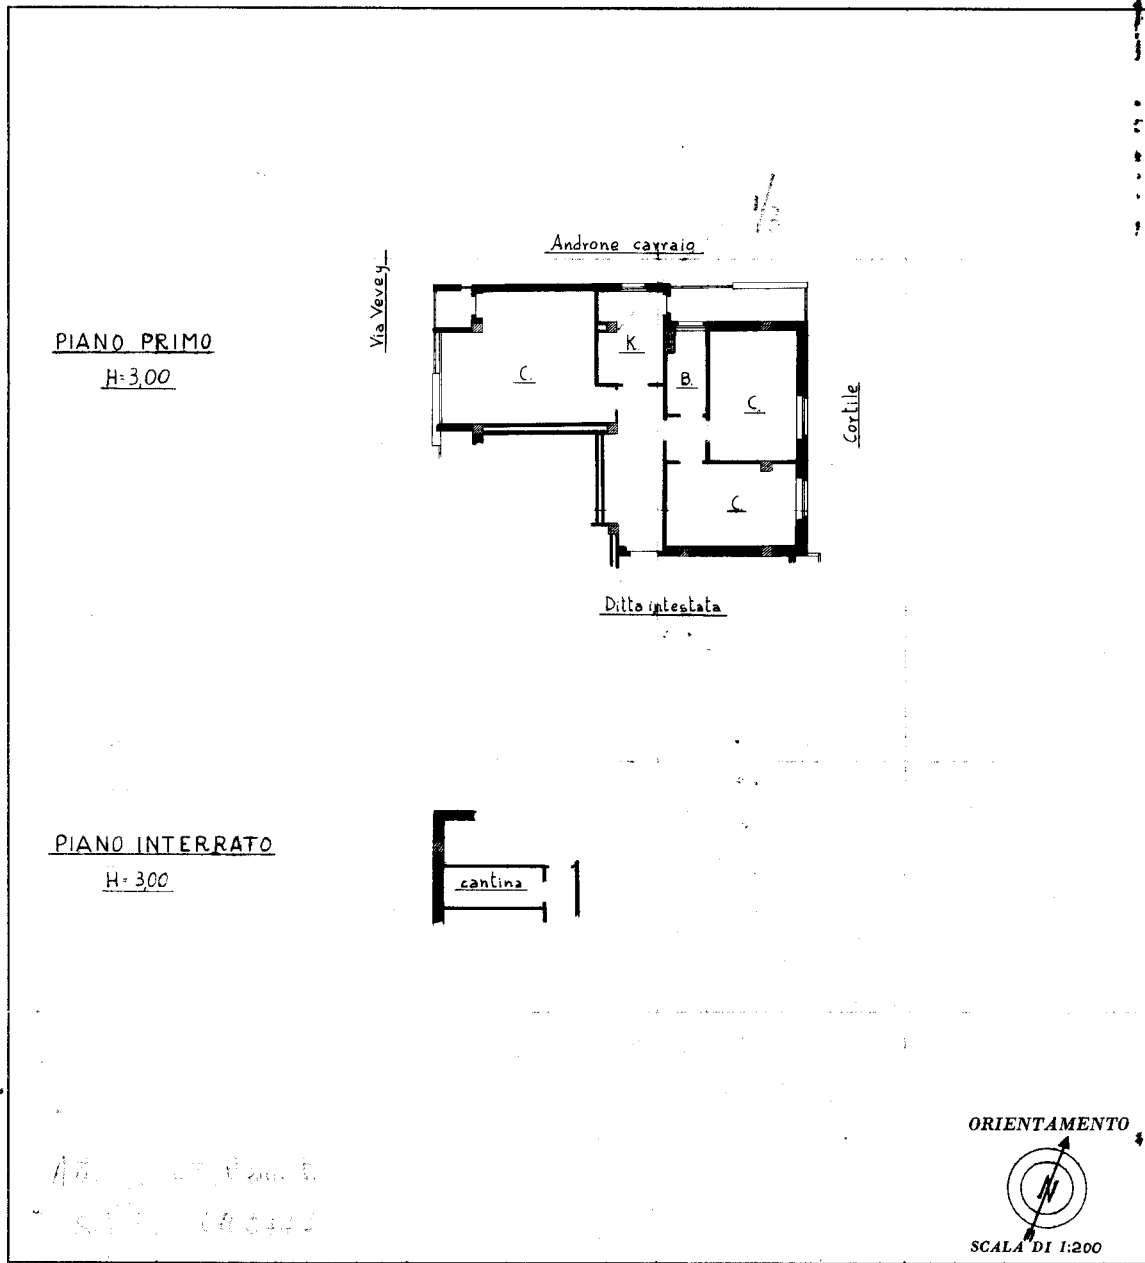 1/3
Androne carraio
Via Vevey
PIANO PRIMO
H=3,00
C.
K.
B.
C.
C.
Cortile
Ditta intestata
PIANO INTERRATO
H=3,00
cantina
ORIENTAMENTO
N
SCALA DI 1:200